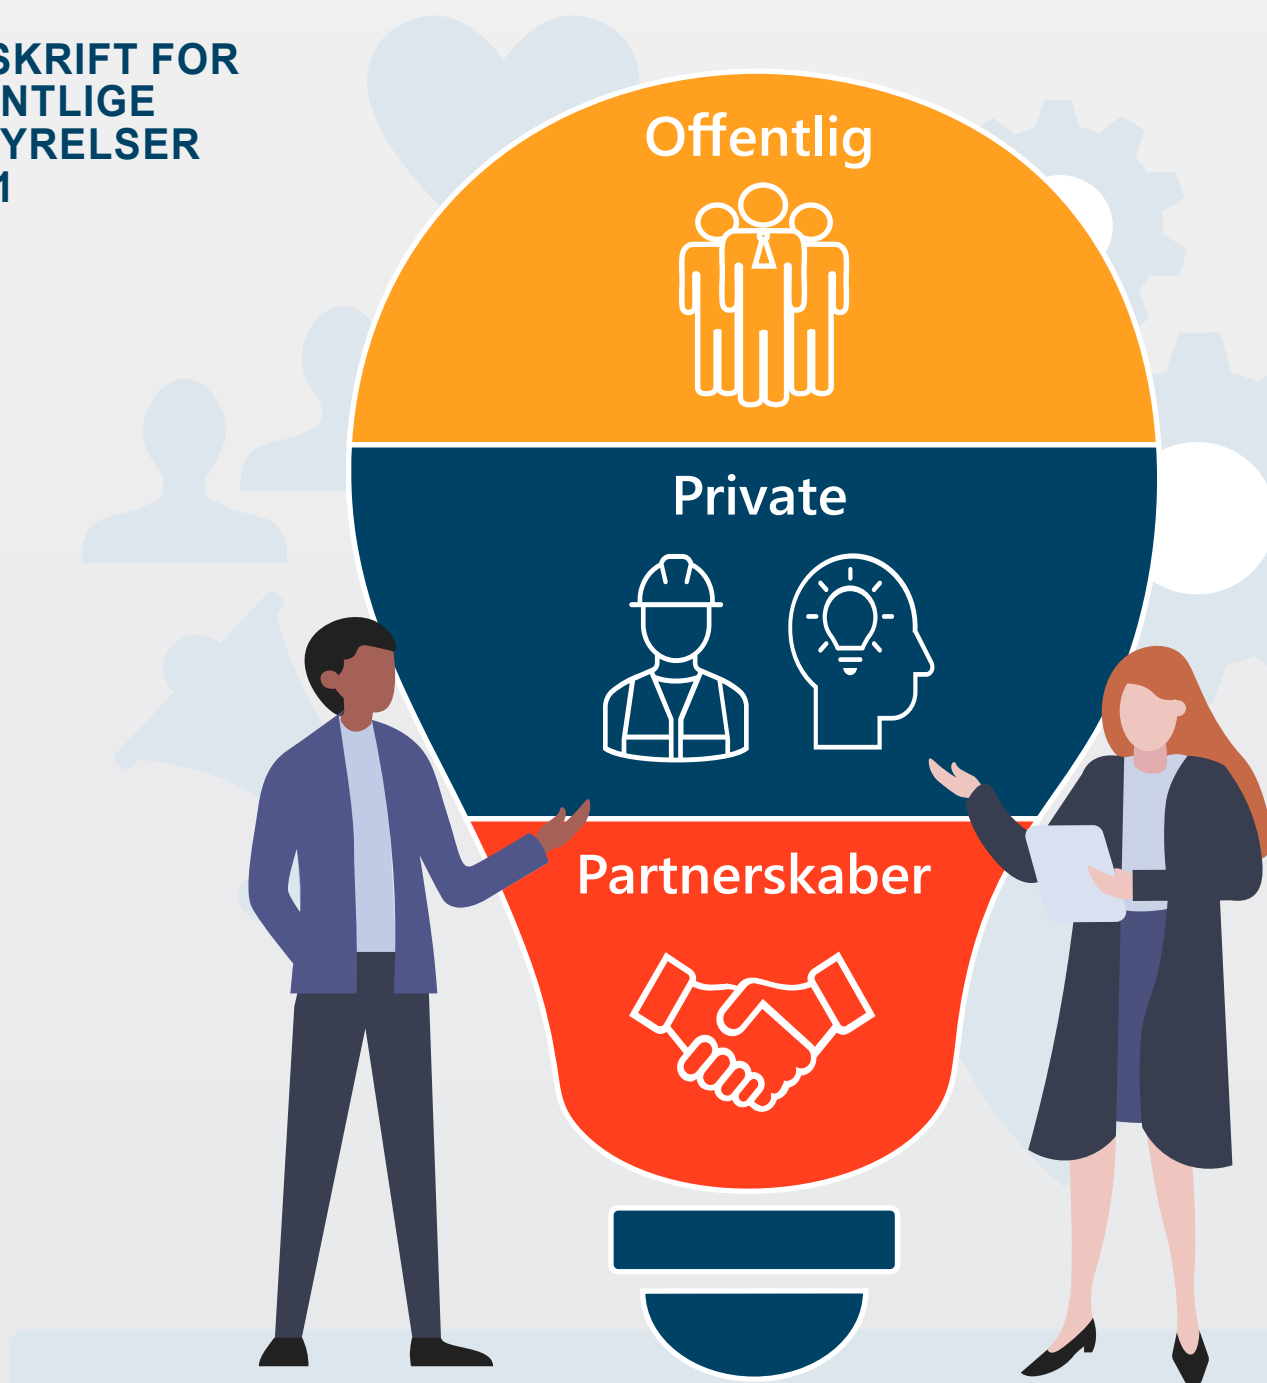 SKRIFT FOR
NTLIGE
YRELSER
1
Offentlig
Private
Partnerskaber